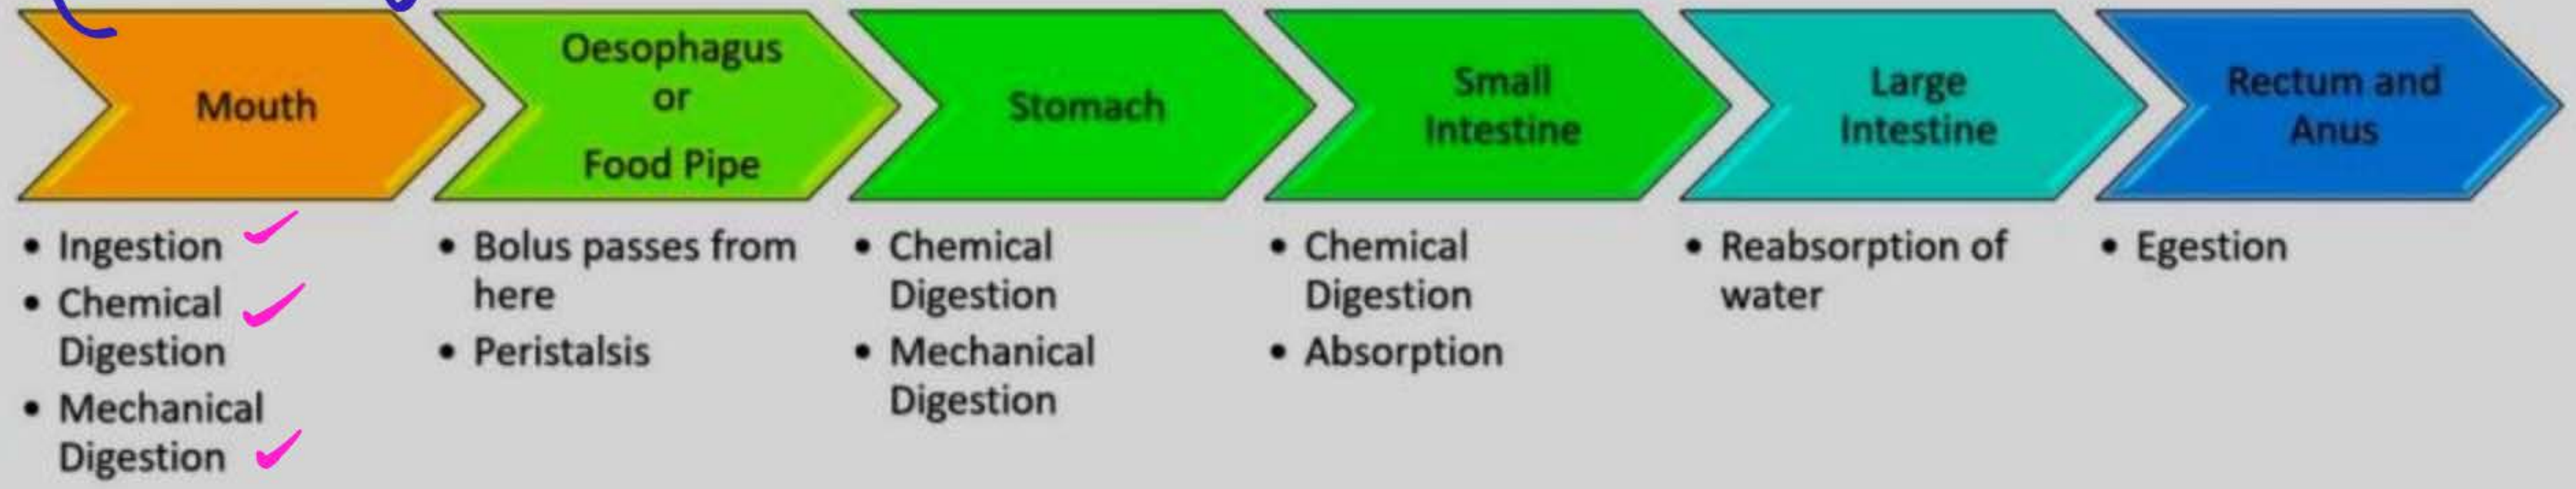 Mouth
Oesophagus
or
Food Pipe
Stomach
Small
Intestine
Large
Intestine
Rectum and
Anus
• Ingestion
• Chemical
Digestion
• Mechanical
Digestion
• Bolus passes from
here
• Peristalsis
• Chemical
Digestion
• Mechanical
Digestion
• Chemical
Digestion
• Absorption
• Reabsorption of
water
• Egestion